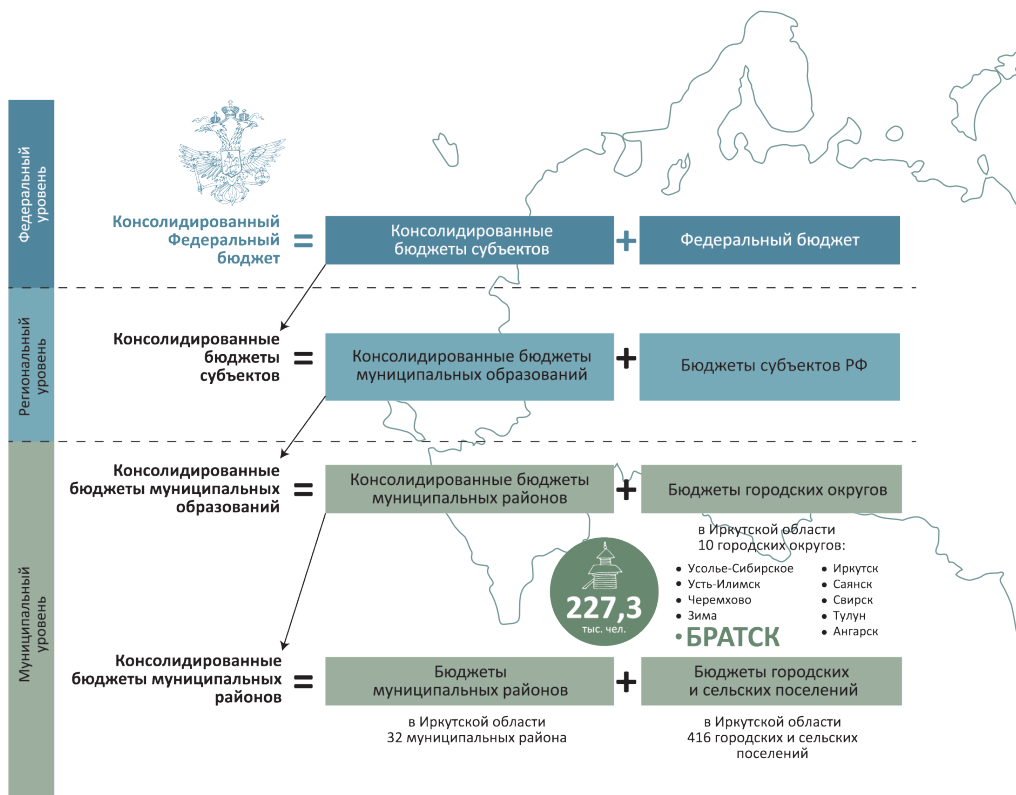 Федеральный
уровень
Консолидированный
Федеральный
бюджет
=
Консолидированные
бюджеты субъектов
+
Федеральный бюджет
Региональный
уровень
Консолидированные
бюджеты
субъектов
=
Консолидированные бюджеты
муниципальных образований
+
Бюджеты субъектов РФ
Муниципальный
уровень
Консолидированные
бюджеты муниципальных
образований
=
Консолидированные бюджеты
муниципальных районов
+
Бюджеты городских округов
в Иркутской области
10 городских округов:
• Усолье-Сибирское
• Усть-Илимск
• Черемхово
• Зима
• БРАТСК
• Иркутск
• Саянск
• Свирск
• Тулун
• Ангарск
227,3
тыс. чел.
Консолидированные
бюджеты муниципальных
районов
=
Бюджеты
муниципальных районов
+
Бюджеты городских
и сельских поселений
в Иркутской области
32 муниципальных района
в Иркутской области
416 городских и сельских
поселений